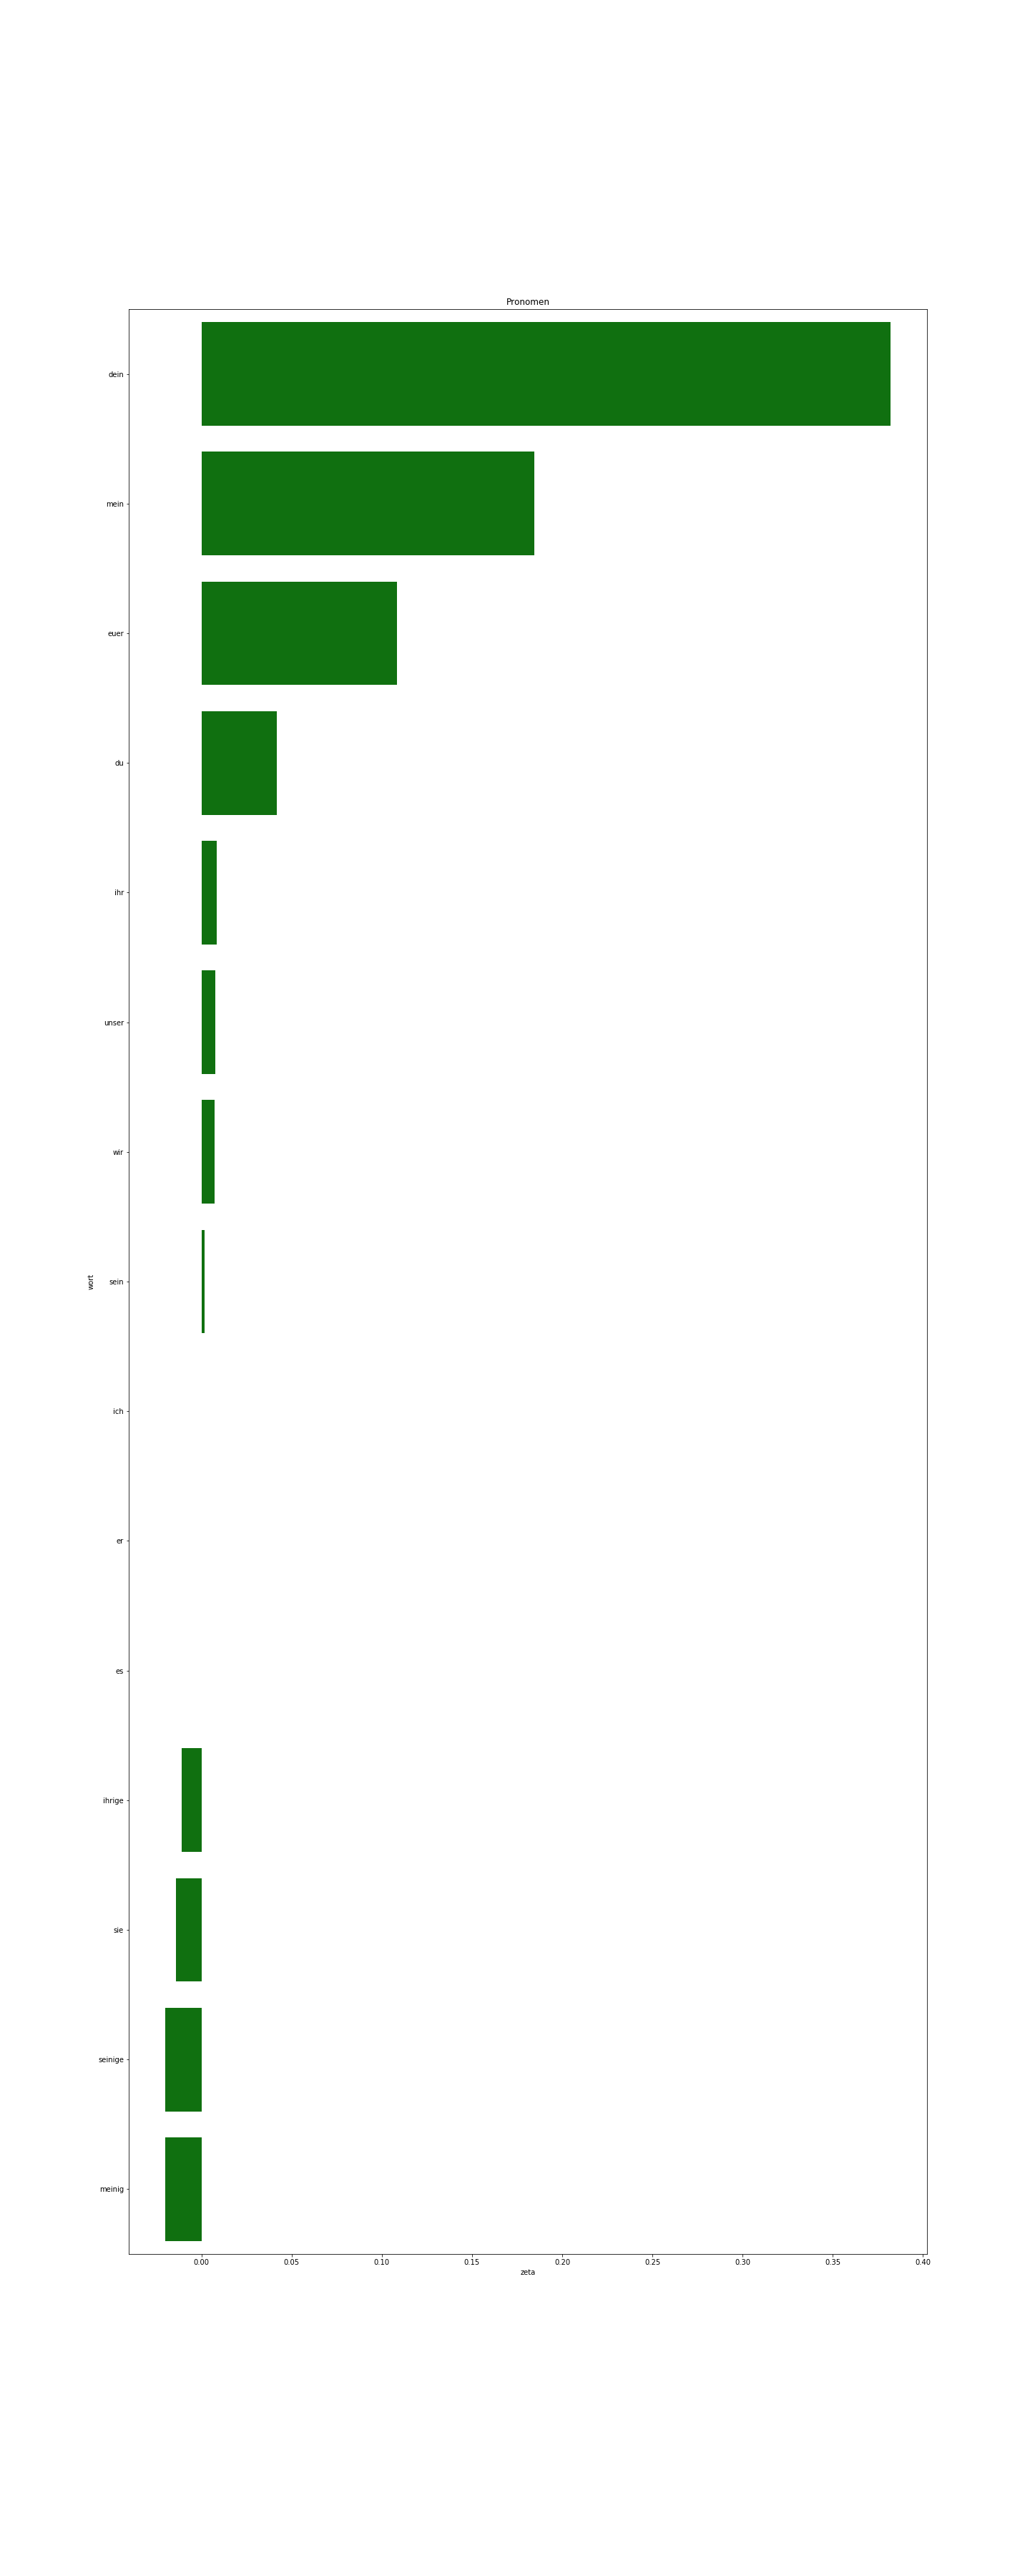 Pronomen
dein
mein
euer
du
ihr
unser
wir
sein
ich
er
es
ihrige
sie
seinige
meinig
wort
0.00 0.05 0.10 0.15 0.20 0.25 0.30 0.35 0.40
zeta